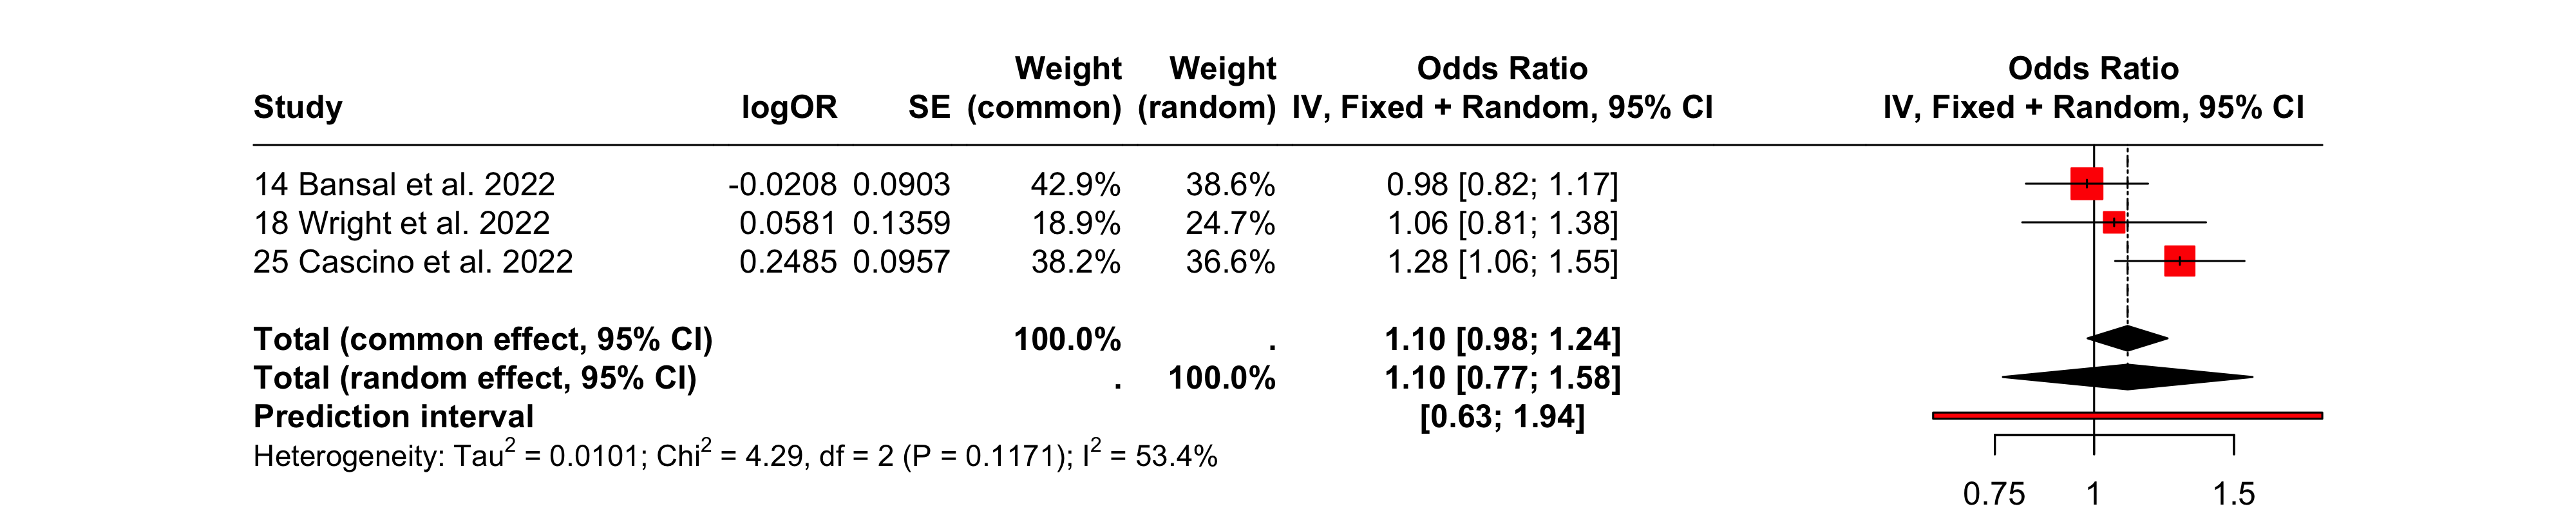 Weight Weight Odds Ratio Odds Ratio
Study logOR SE (common) (random) IV, Fixed + Random, 95% CI IV, Fixed + Random, 95% CI
14 Bansal et al. 2022 -0.0208 0.0903 42.9% 38.6% 0.98 [0.82; 1.17]
18 Wright et al. 2022 0.0581 0.1359 18.9% 24.7% 1.06 [0.81; 1.38]
25 Cascino et al. 2022 0.2485 0.0957 38.2% 36.6% 1.28 [1.06; 1.55]
Total (common effect, 95% CI) 100.0% . 1.10 [0.98; 1.24]
Total (random effect, 95% CI) . 100.0% 1.10 [0.77; 1.58]
Prediction interval [0.63; 1.94]
Heterogeneity: Tau² = 0.0101; Chi² = 4.29, df = 2 (P = 0.1171); I² = 53.4%
0.75 1 1.5